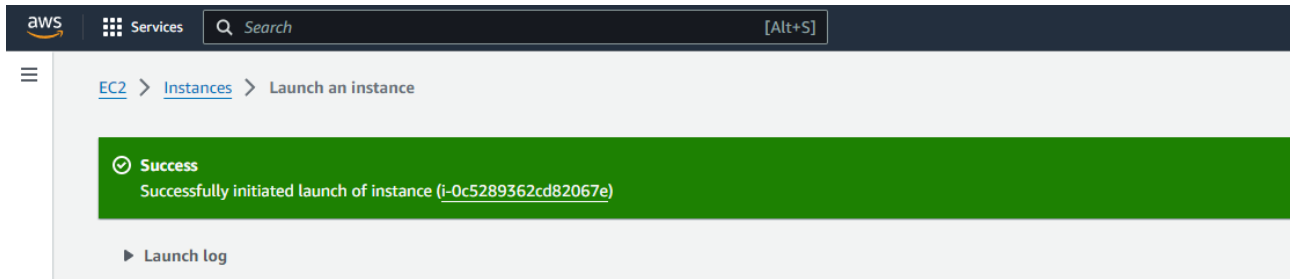 aws Services Search [Alt+S]
EC2 > Instances > Launch an instance
Success
Successfully initiated launch of instance (i-0c5289362cd82067e)
Launch log